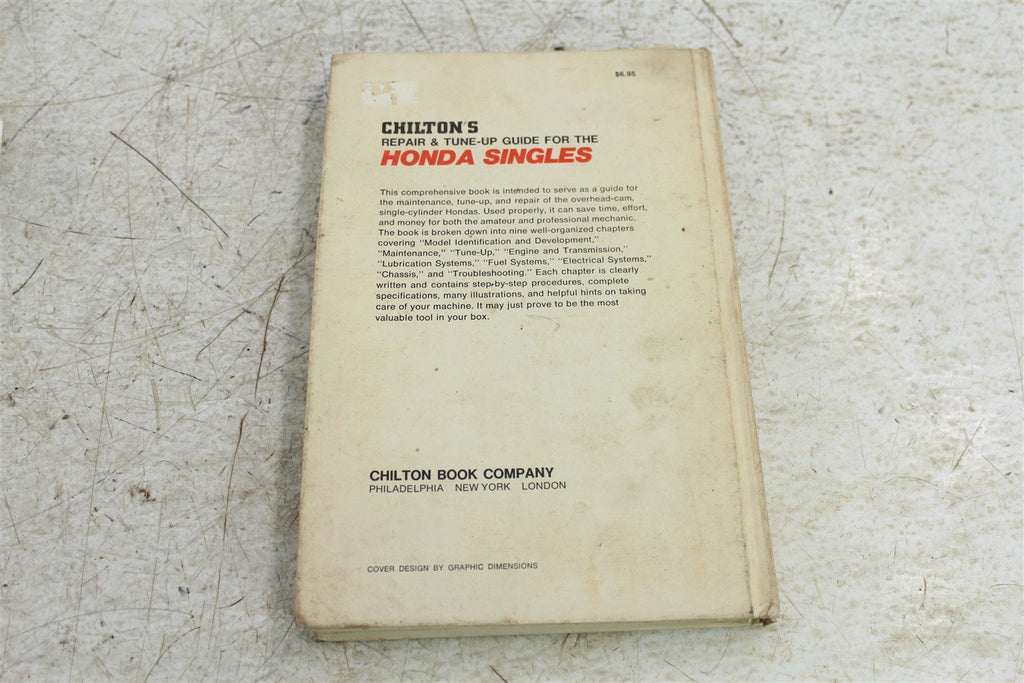 $6.95
CHILTON'S
REPAIR & TUNE-UP GUIDE FOR THE
HONDA SINGLES
This comprehensive book is intended to serve as a guide for
the maintenance, tune-up, and repair of the overhead-cam,
single-cylinder Hondas. Used properly, it can save time, effort,
and money for both the amateur and professional mechanic.
The book is broken down into nine well-organized chapters
covering "Model Identification and Development,"
"Maintenance," "Tune-Up," "Engine and Transmission,"
"Lubrication Systems," "Fuel Systems," "Electrical Systems,"
"Chassis," and "Troubleshooting." Each chapter is clearly
written and contains step-by-step procedures, complete
specifications, many illustrations, and helpful hints on taking
care of your machine. It may just prove to be the most
valuable tool in your box.
CHILTON BOOK COMPANY
PHILADELPHIA NEW YORK LONDON
COVER DESIGN BY GRAPHIC DIMENSIONS